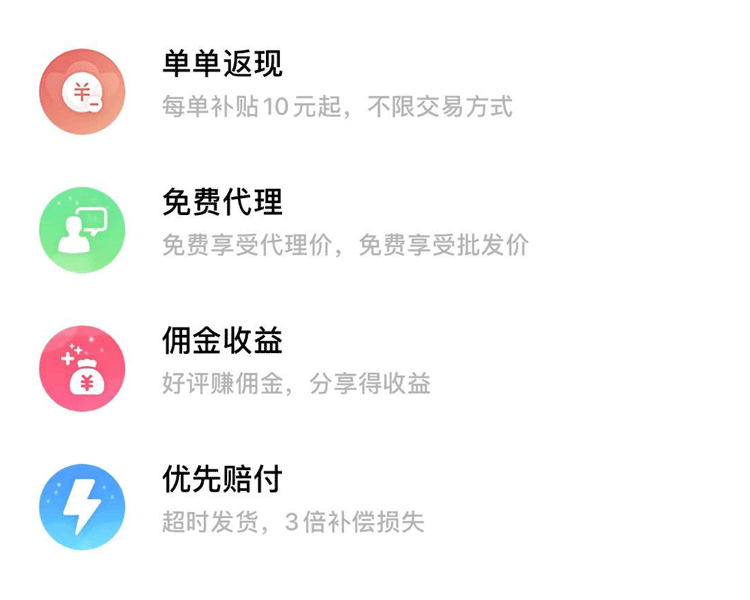 单单返现
每单补贴10元起，不限交易方式
免费代理
免费享受代理价，免费享受批发价
佣金收益
好评赚佣金，分享得收益
优先赔付
超时发货，3倍补偿损失